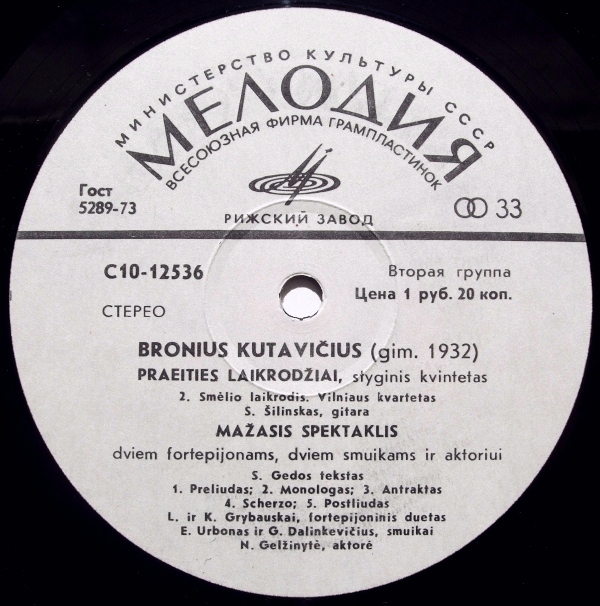 МИНИСТЕРСТВО КУЛЬТУРЫ СССР
МЕЛОДИЯ
ВСЕСОЮЗНАЯ ФИРМА ГРАМПЛАСТИНОК
Гост
5289-73
РИЖСКИЙ ЗАВОД
33
С10-12536
Вторая группа
Цена 1 руб. 20 коп.
СТЕРЕО
BRONIUS KUTAVIČIUS (gim. 1932)
PRAEITIES LAIKRODŽIAI, styginis kvintetas
2. Smėlio laikrodis. Vilniaus kvartetas
S. Šilinskas, gitara
MAŽASIS SPEKTAKLIS
dviem fortepijonams, dviem smuikams ir aktoriui
S. Gedos tekstas
1. Preliudas; 2. Monologas; 3. Antraktas
4. Scherzo; 5. Postliudas
L. ir K. Grybauskai, fortepijoninis duetas
E. Urbonas ir G. Dalinkevičius, smuikai
N. Gelžinytė, aktorė